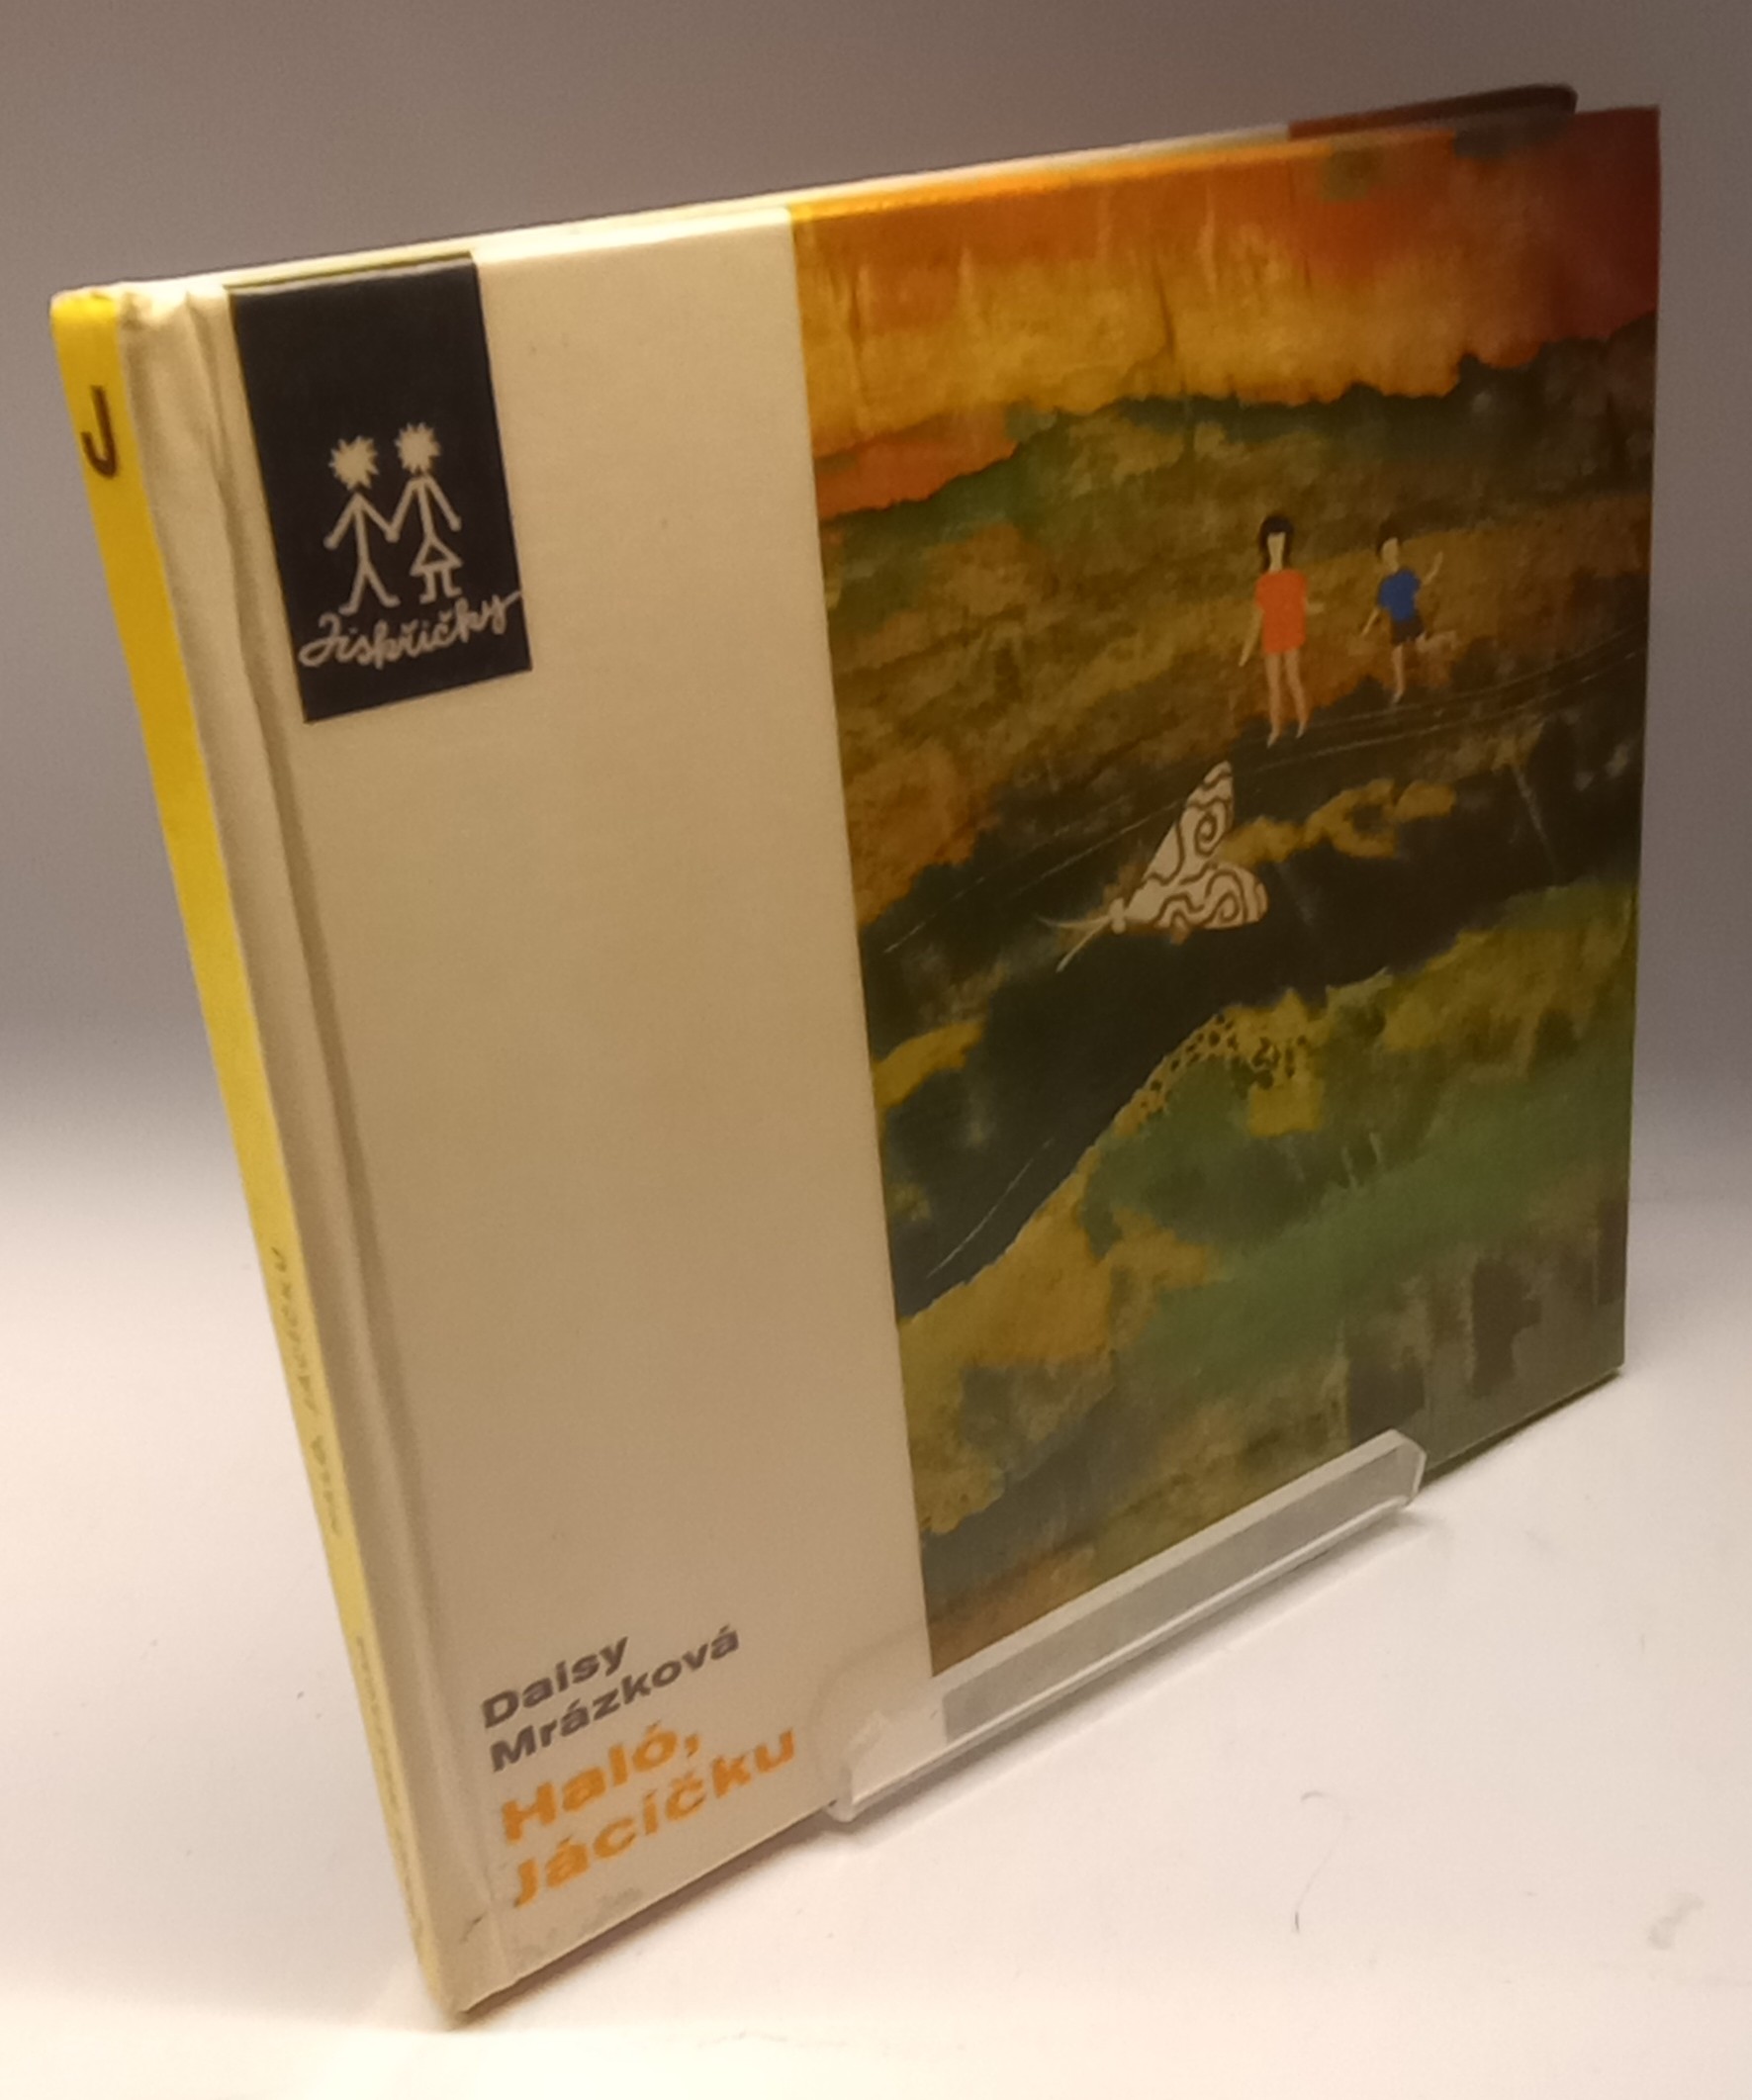 J
Jiskřičky
Daisy
Mrázková
Haló,
Jácíčku